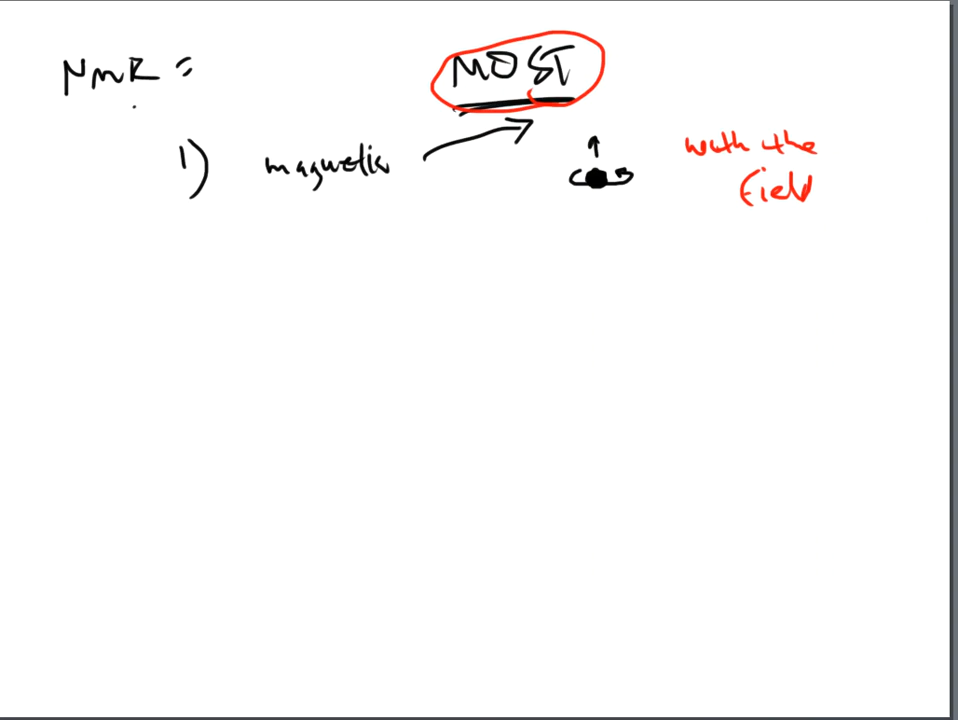 NMR =
MOST
1) magnetic
with the
field